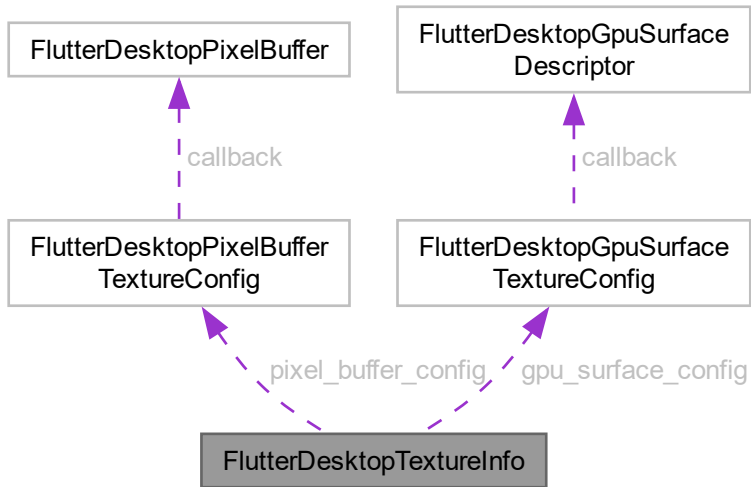 FlutterDesktopPixelBuffer
FlutterDesktopGpuSurface
Descriptor
callback
callback
FlutterDesktopPixelBuffer
TextureConfig
FlutterDesktopGpuSurface
TextureConfig
pixel_buffer_config
gpu_surface_config
FlutterDesktopTextureInfo